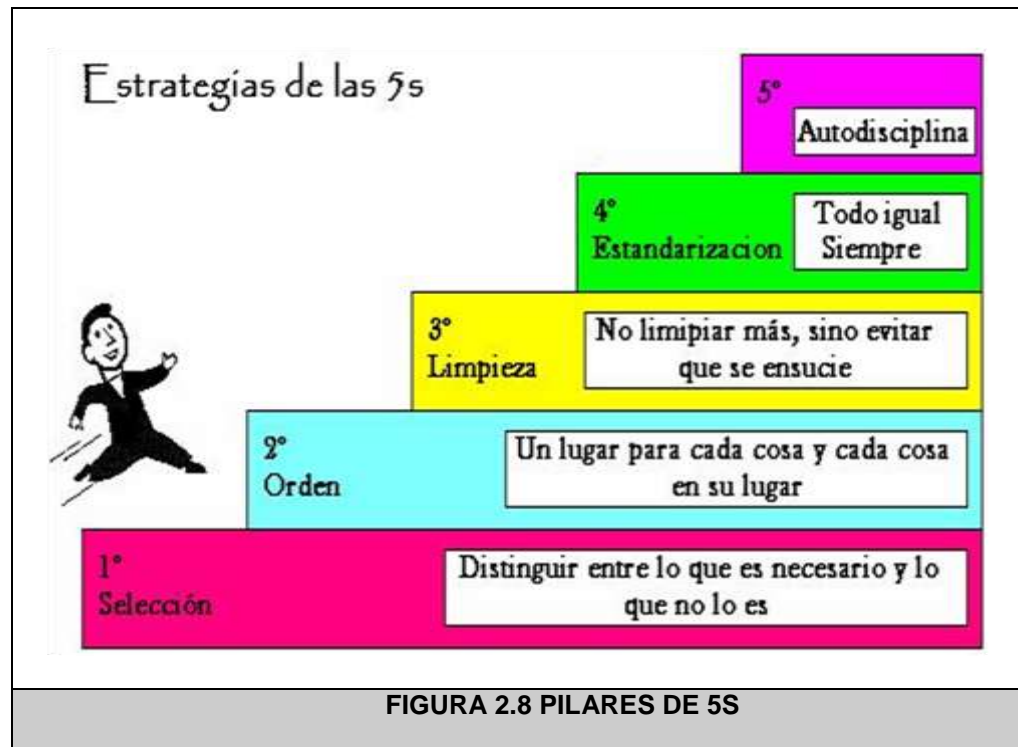 Estrategias de las 5s
5°
Autodisciplina
4°
Estandarizacion
Todo igual
Siempre
3°
Limpieza
No limipiar más, sino evitar
que se ensucie
2°
Orden
Un lugar para cada cosa y cada cosa
en su lugar
1°
Selección
Distinguir entre lo que es necesario y lo
que no lo es
FIGURA 2.8 PILARES DE 5S